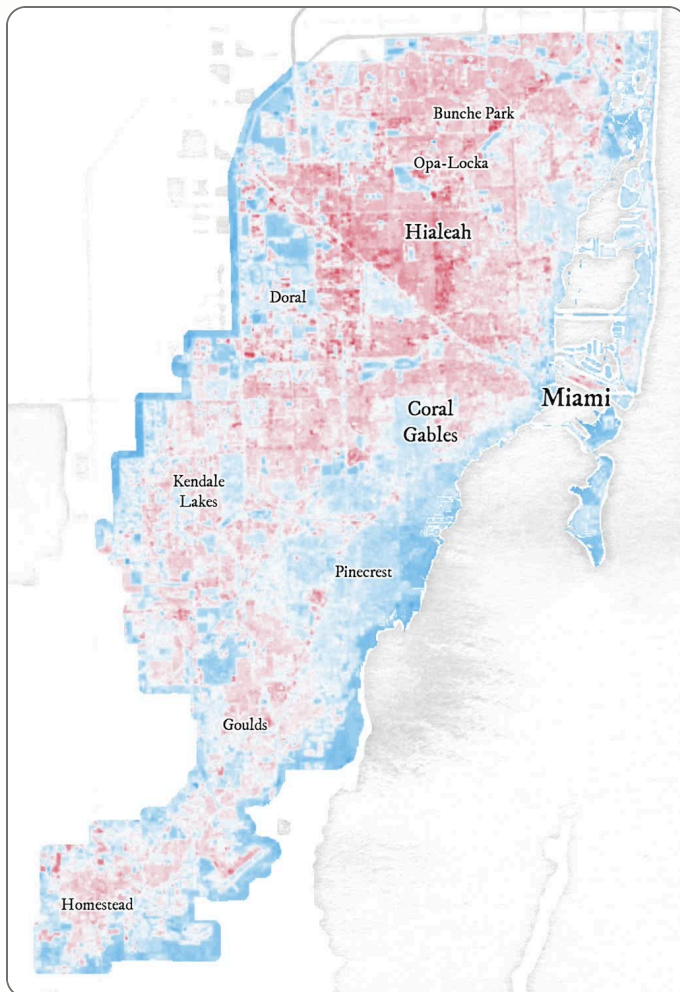 Bunche Park
Opa-Locka
Hialeah
Doral
Miami
Coral
Gables
Kendale
Lakes
Pinecrest
Goulds
Homestead